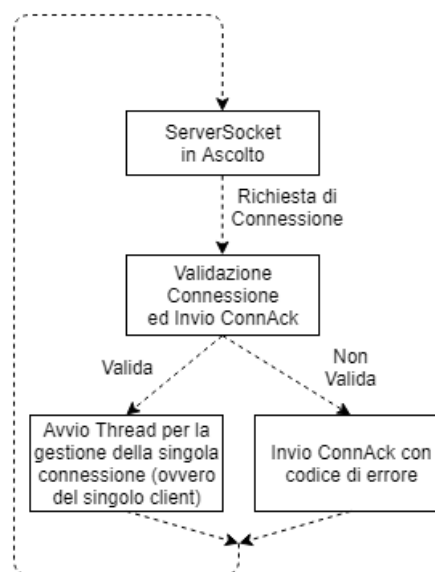 ServerSocket
in Ascolto
Richiesta di
Connessione
Validazione
Connessione
ed Invio ConnAck
Valida
Non
Valida
Avvio Thread per la
gestione della singola
connessione (ovvero
del singolo client)
Invio ConnAck con
codice di errore